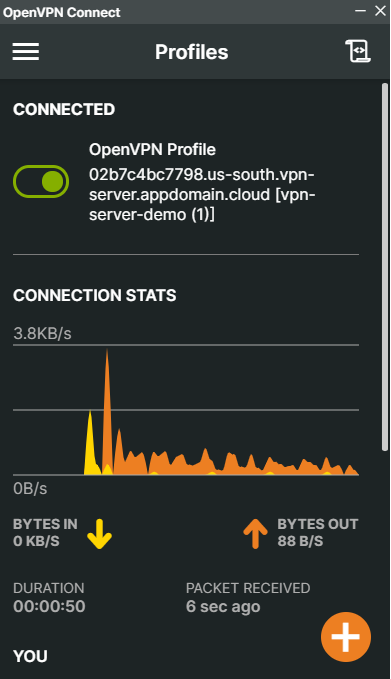 OpenVPN Connect
Profiles
CONNECTED
OpenVPN Profile
02b7c4bc7798.us-south.vpn-
server.appdomain.cloud [vpn-
server-demo (1)]
CONNECTION STATS
3.8KB/s
0B/s
BYTES IN
0 KB/S
BYTES OUT
88 B/S
DURATION
00:00:50
PACKET RECEIVED
6 sec ago
YOU